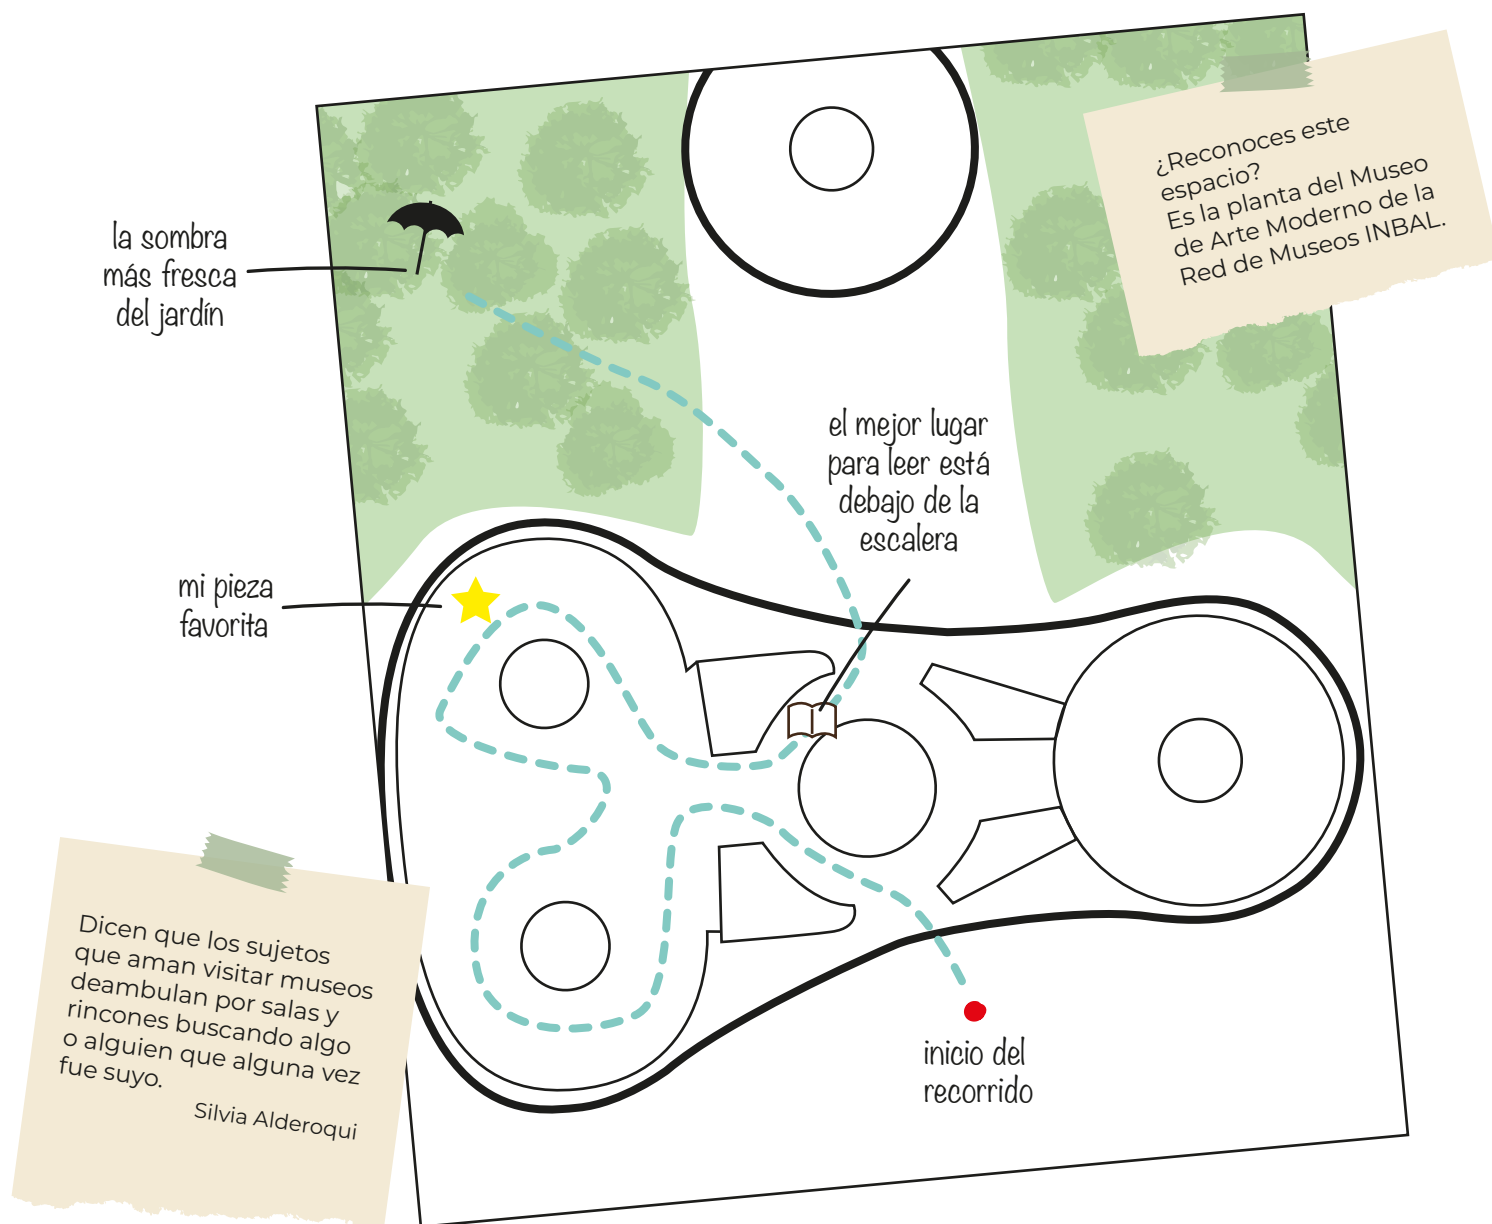 ¿Reconoces este
espacio?
Es la planta del Museo
de Arte Moderno de la
Red de Museos INBAL.
la sombra
más fresca
del jardín
el mejor lugar
para leer está
debajo de la
escalera
mi pieza
favorita
Dicen que los sujetos
que aman visitar museos
deambulan por salas y
rincones buscando algo
o alguien que alguna vez
fue suyo.
Silvia Alderoqui
inicio del
recorrido